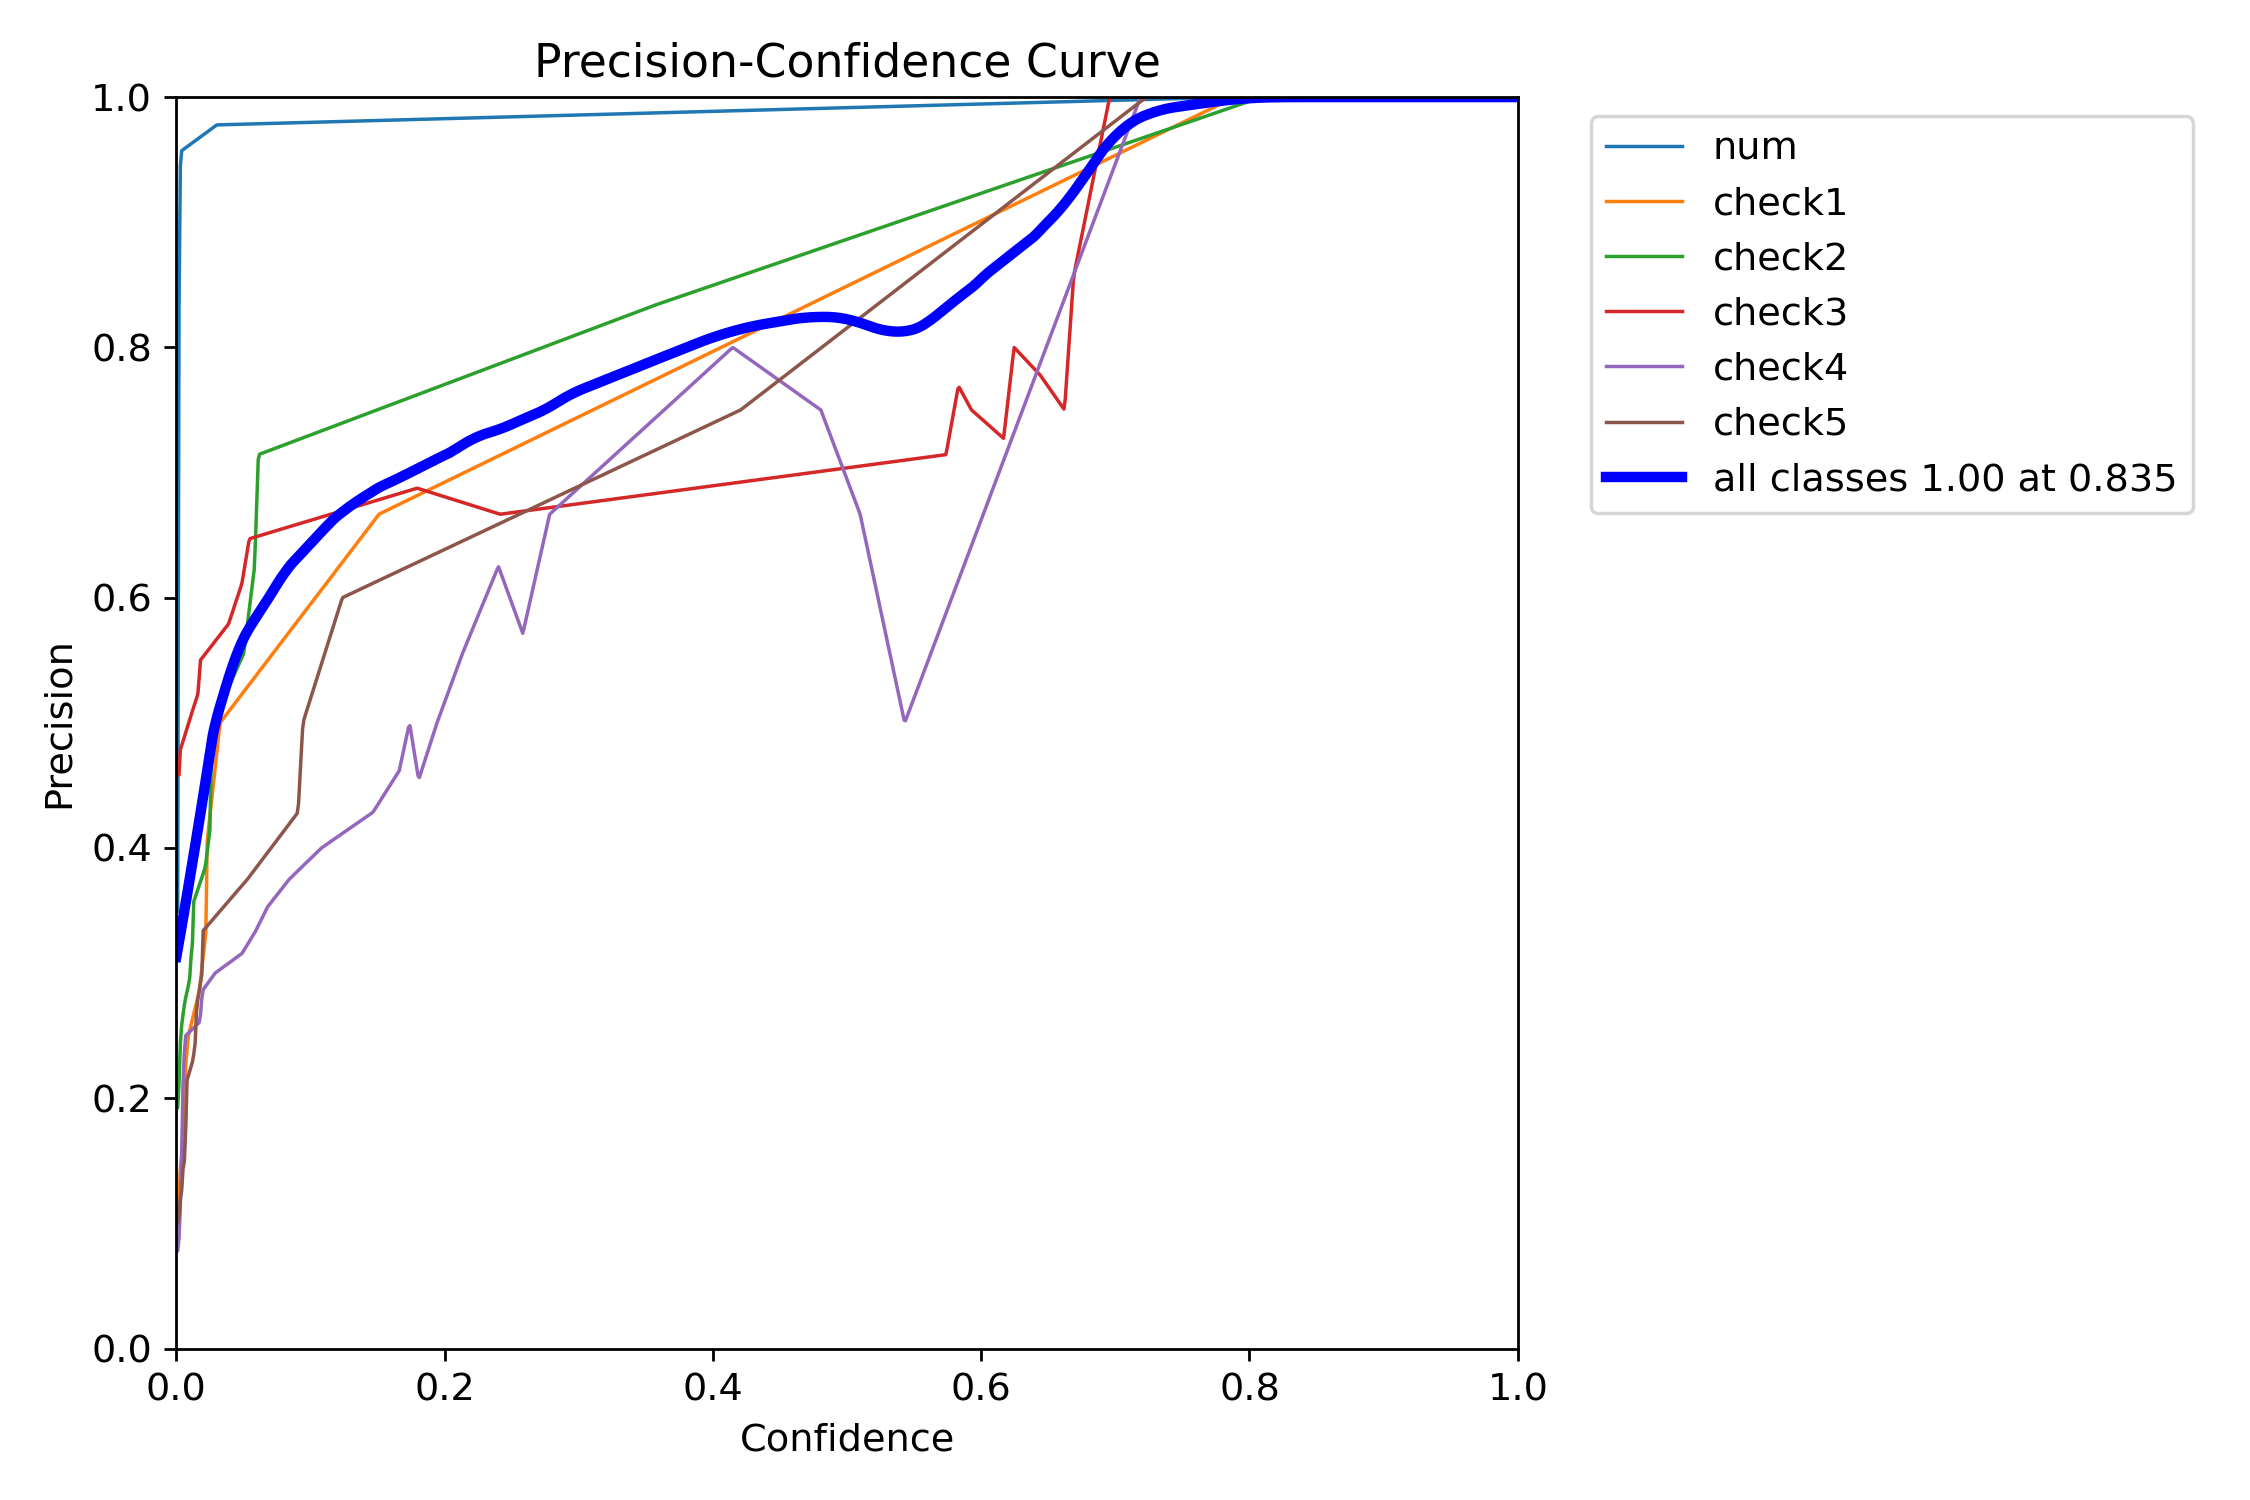 Precision-Confidence Curve
1.0
0.8
0.6
0.4
0.2
0.0
Precision
0.0 0.2 0.4 0.6 0.8 1.0
Confidence
num
check1
check2
check3
check4
check5
all classes 1.00 at 0.835